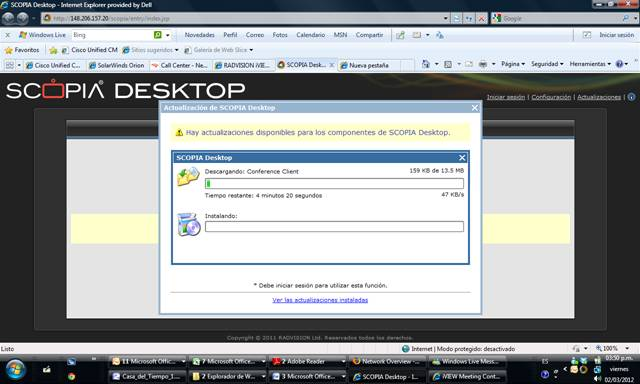 SCOPIA Desktop - Internet Explorer provided by Dell
http://148.206.157.20/scopia/entry/index.jsp
Google
Windows Live Bing Novedades Perfil Correo Fotos Calendario MSN Compartir Iniciar sesión
Favoritos Cisco Unified CM Sitios sugeridos Galería de Web Slice
Cisco Unified C... SolarWinds Orion Call Center - Ne... RADVISION iVIEW ... SCOPIA Desk... Nueva pestaña Página Seguridad Herramientas
SCOPIA DESKTOP
Iniciar sesión | Configuración | Actualizaciones |
Actualización de SCOPIA Desktop
Hay actualizaciones disponibles para los componentes de SCOPIA Desktop.
SCOPIA Desktop
Descargando: Conference Client 159 KB de 13.5 MB
Tiempo restante: 4 minutos 20 segundos 47 KB/s
Instalando:
* Debe iniciar sesión para utilizar esta función.
Ver las actualizaciones instaladas
Copyright © 2011 RADVISION Ltd. Reservados todos los derechos.
Listo Internet | Modo protegido: desactivado 100%
11 Microsoft Office... 7 Microsoft Office... 2 Adobe Reader Network Overview - ... Windows Live Mess... ES 03:50 p.m.
viernes
Casa_del_Tiempo_1... 2 Explorador de W... 3 Microsoft Office... SCOPIA Desktop - I... iVIEW Meeting Cont... 02/03/201